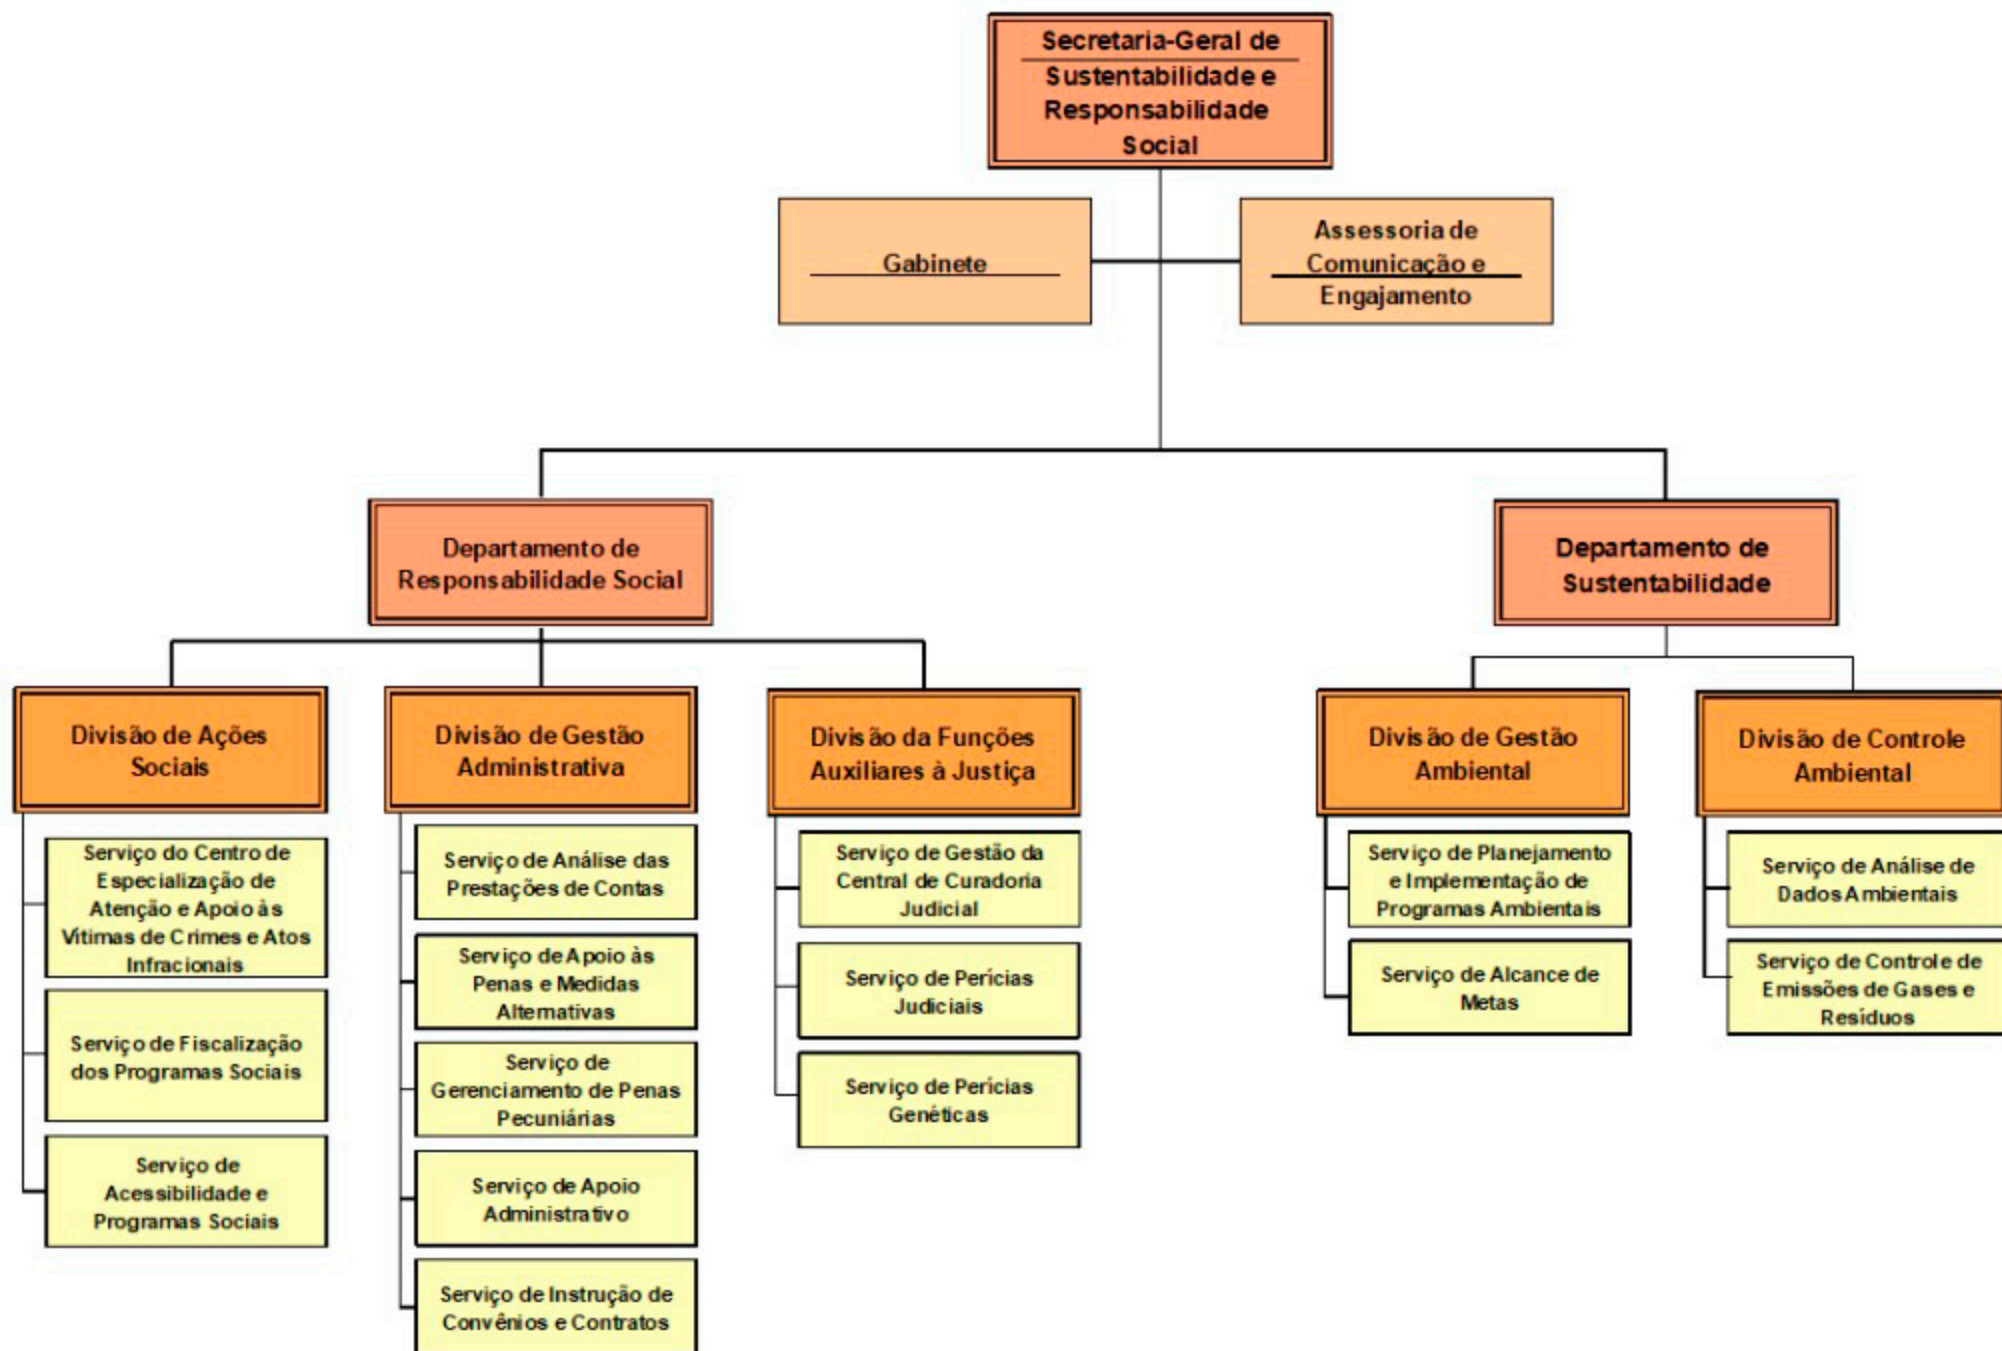 Secretaria-Geral de
Sustentabilidade e
Responsabilidade
Social
Gabinete
Assessoria de
Comunicação e
Engajamento
Departamento de
Responsabilidade Social
Departamento de
Sustentabilidade
Divisão de Ações
Sociais
Divisão de Gestão
Administrativa
Divisão da Funções
Auxiliares à Justiça
Divisão de Gestão
Ambiental
Divisão de Controle
Ambiental
Serviço do Centro de
Especialização de
Atenção e Apoio às
Vítimas de Crimes e Atos
Infracionais
Serviço de Fiscalização
dos Programas Sociais
Serviço de
Acessibilidade e
Programas Sociais
Serviço de Análise das
Prestações de Contas
Serviço de Apoio às
Penas e Medidas
Alternativas
Serviço de
Gerenciamento de Penas
Pecuniárias
Serviço de Apoio
Administrativo
Serviço de Instrução de
Convênios e Contratos
Serviço de Gestão da
Central de Curadoria
Judicial
Serviço de Perícias
Judiciais
Serviço de Perícias
Genéticas
Serviço de Planejamento
e Implementação de
Programas Ambientais
Serviço de Alcance de
Metas
Serviço de Análise de
Dados Ambientais
Serviço de Controle de
Emissões de Gases e
Resíduos